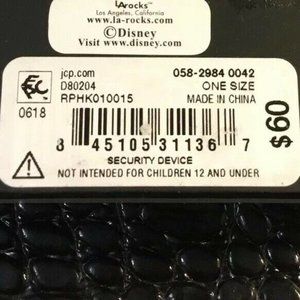 LArocks™
Los Angeles, California
www.la-rocks.com
©Disney
Visit www.disney.com
EPC
0618
jcp.com
D80204
RPHK010015
058-2984 0042
ONE SIZE
MADE IN CHINA
$60
8 45105 31136 7
SECURITY DEVICE
NOT INTENDED FOR CHILDREN 12 AND UNDER